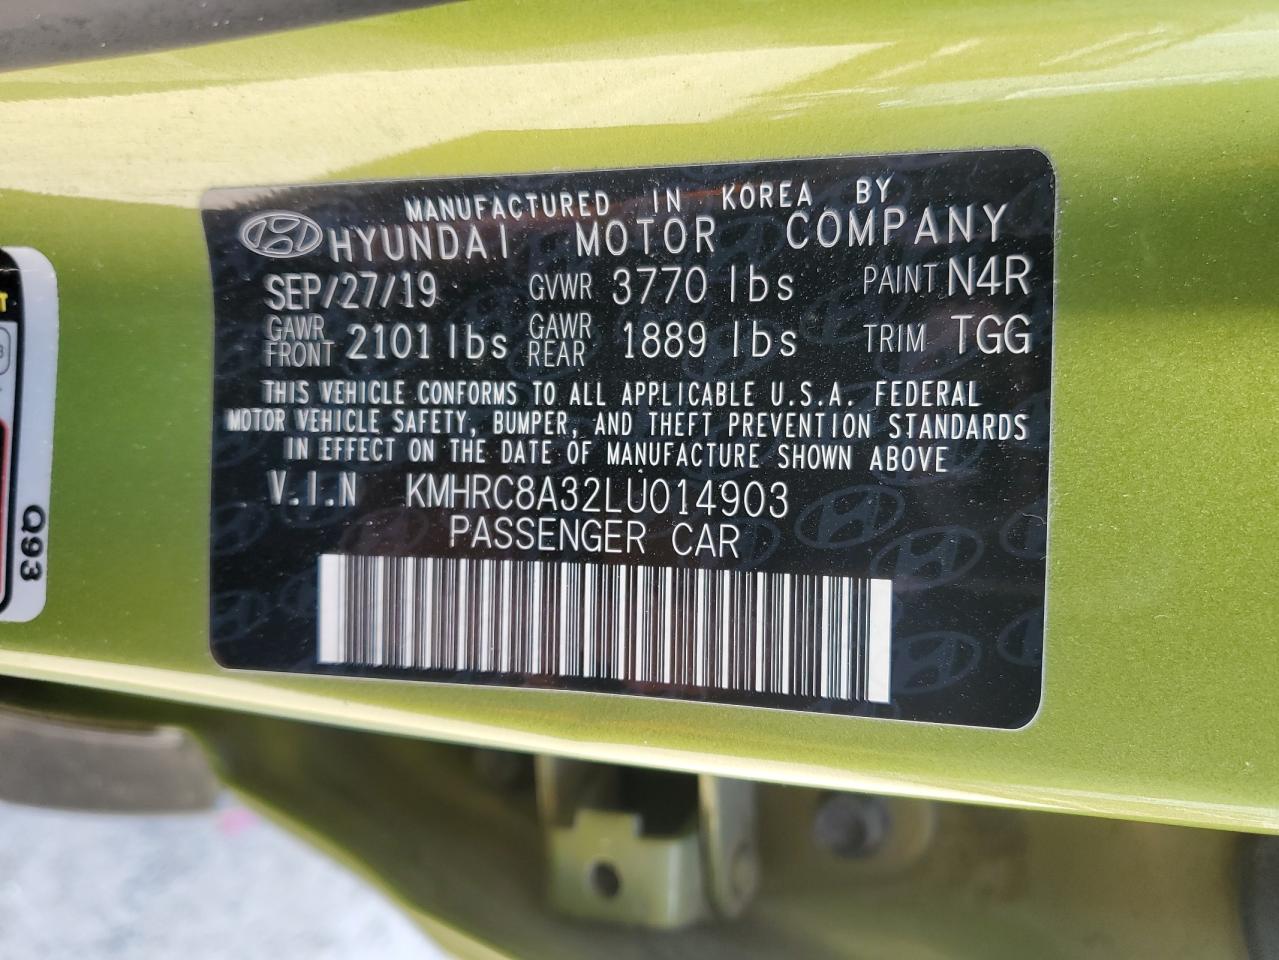 MANUFACTURED IN KOREA BY
HYUNDAI MOTOR COMPANY
SEP/27/19 GVWR 3770 lbs PAINT N4R
GAWR FRONT 2101 lbs GAWR REAR 1889 lbs TRIM TGG
THIS VEHICLE CONFORMS TO ALL APPLICABLE U.S.A. FEDERAL
MOTOR VEHICLE SAFETY, BUMPER, AND THEFT PREVENTION STANDARDS
IN EFFECT ON THE DATE OF MANUFACTURE SHOWN ABOVE
V.I.N KMHRC8A32LU014903
PASSENGER CAR
Q93